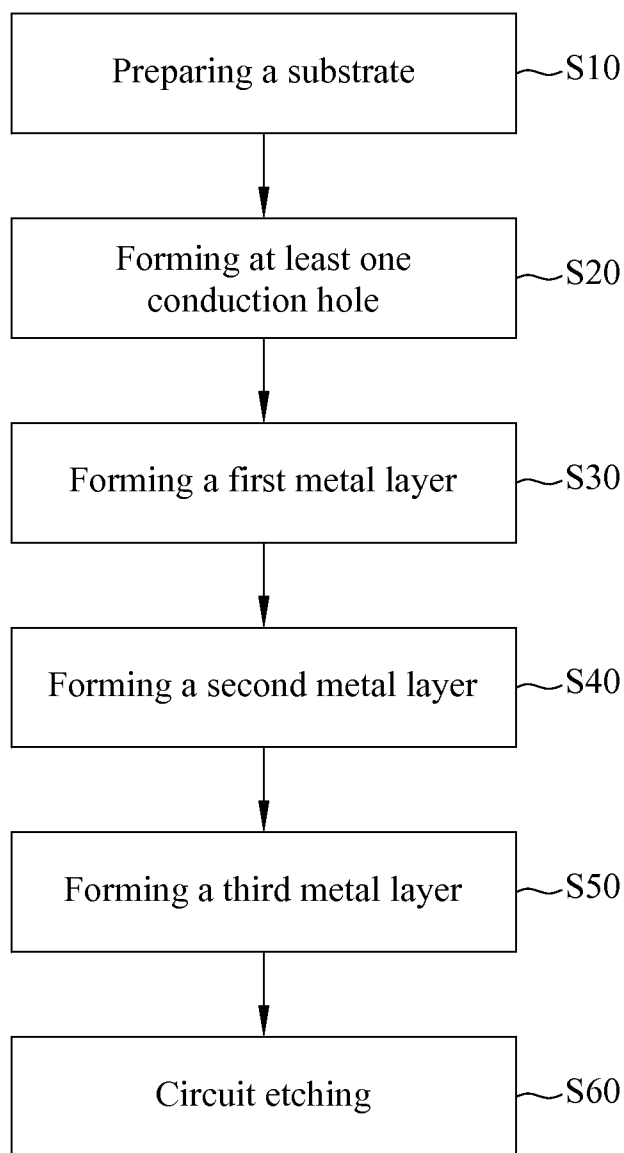 Preparing a substrate
S10
Forming at least one
conduction hole
S20
Forming a first metal layer
S30
Forming a second metal layer
S40
Forming a third metal layer
S50
Circuit etching
S60